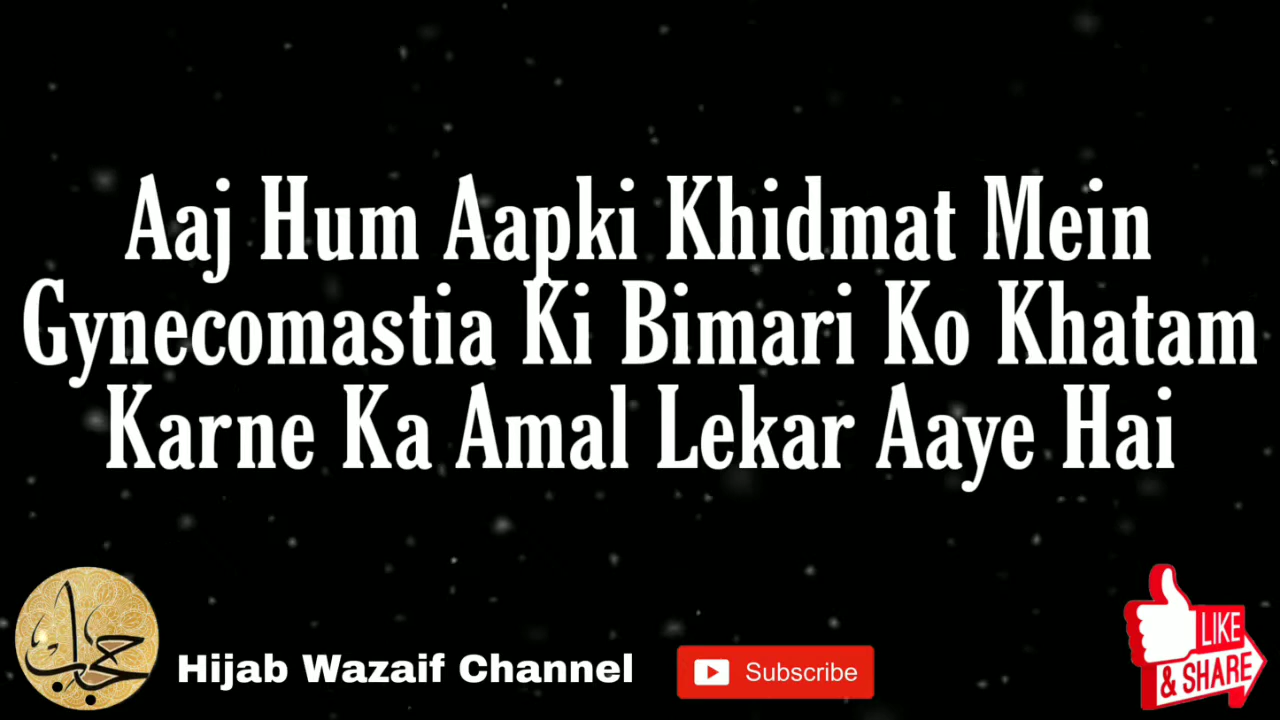 Aaj Hum Aapki Khidmat Mein
Gynecomastia Ki Bimari Ko Khatam
Karne Ka Amal Lekar Aaye Hai
حجاب
Hijab Wazaif Channel
Subscribe
LIKE
& SHARE